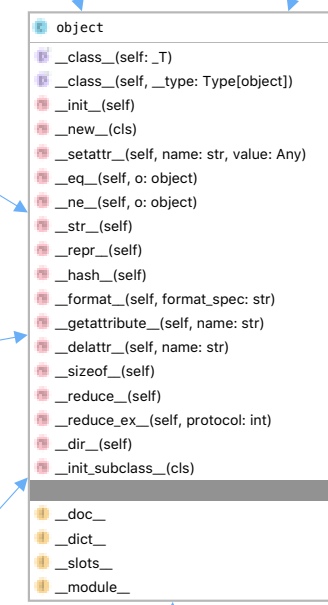 object
__class__(self: _T)
__class__(self, __type: Type[object])
__init__(self)
__new__(cls)
__setattr__(self, name: str, value: Any)
__eq__(self, o: object)
__ne__(self, o: object)
__str__(self)
__repr__(self)
__hash__(self)
__format__(self, format_spec: str)
__getattribute__(self, name: str)
__delattr__(self, name: str)
__sizeof__(self)
__reduce__(self)
__reduce_ex__(self, protocol: int)
__dir__(self)
__init_subclass__(cls)
__doc__
__dict__
__slots__
__module__